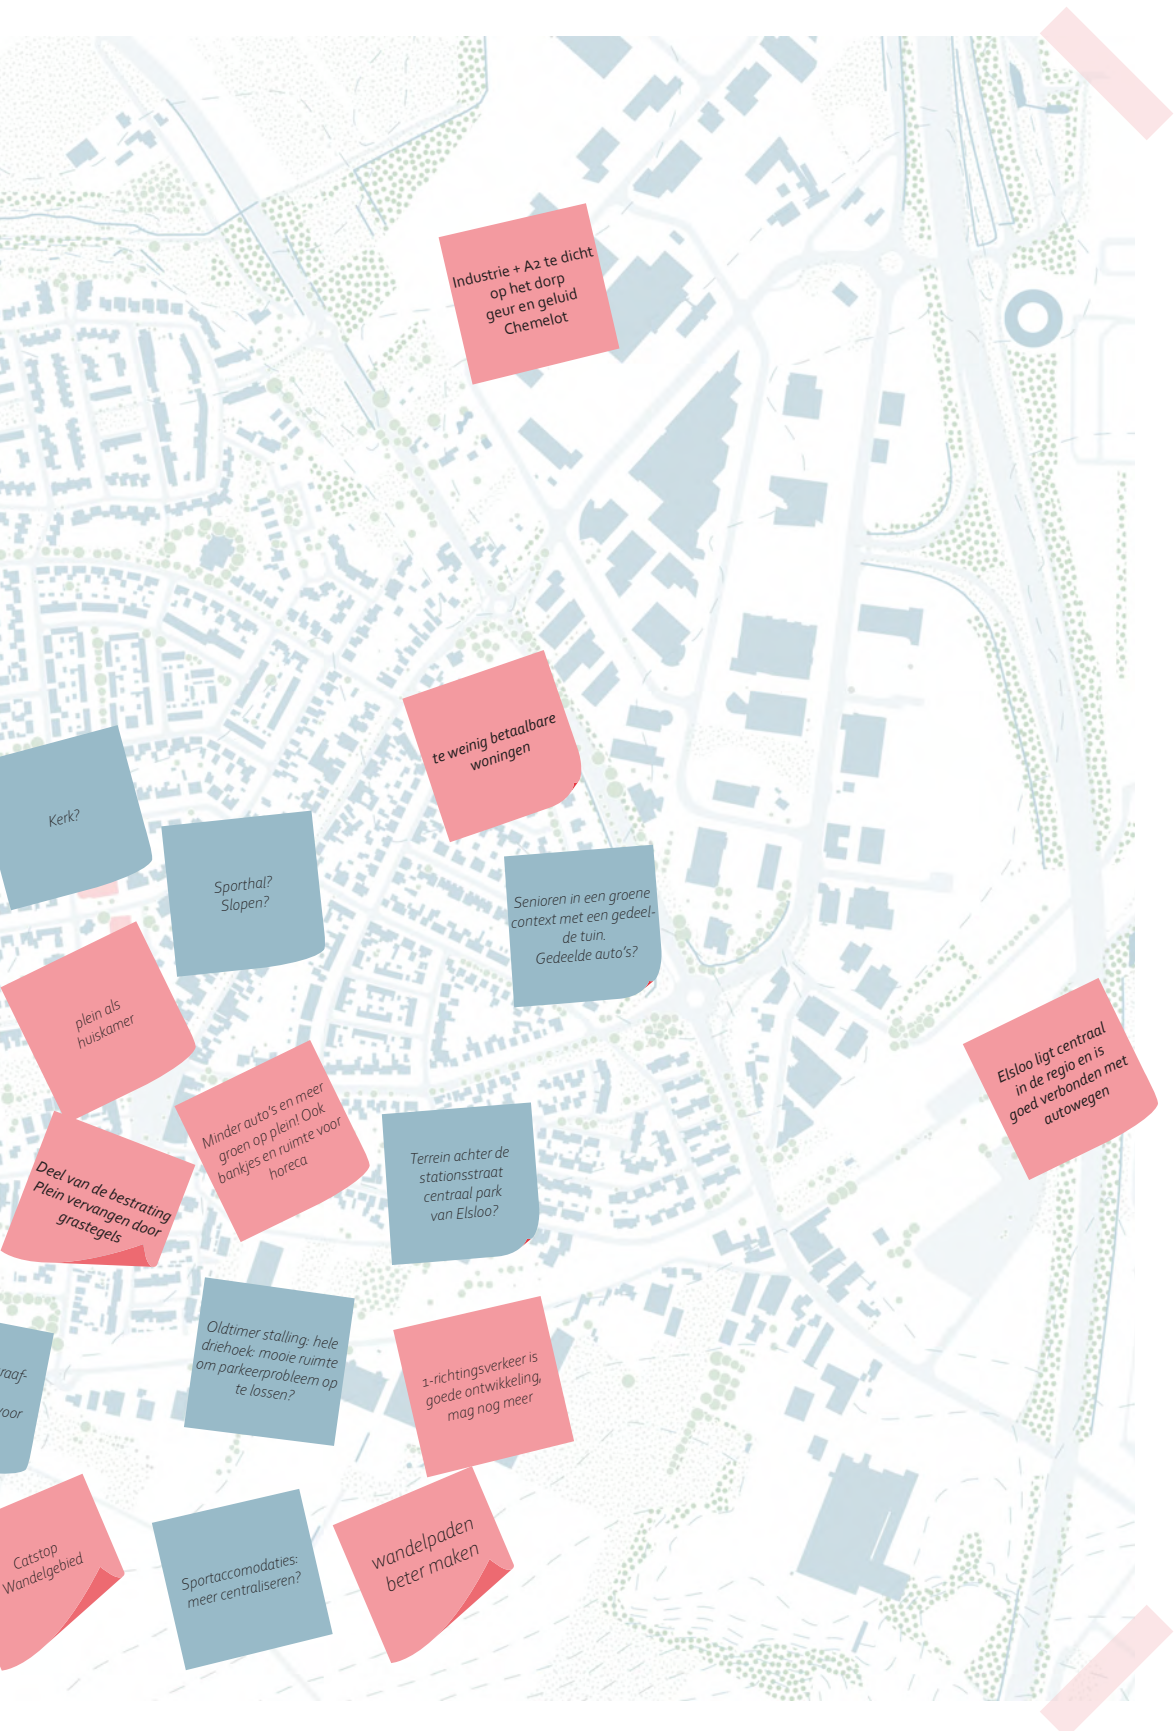 Industrie + A2 te dicht
op het dorp
geur en geluid
Chemelot
te weinig betaalbare
woningen
Kerk?
Sporthal?
Slopen?
Senioren in een groene
context met een gedeel-
de tuin.
Gedeelde auto's?
plein als
huiskamer
Elsloo ligt centraal
in de regio en is
goed verbonden met
autowegen
Minder auto's en meer
groen op plein! Ook
bankjes en ruimte voor
horeca
Deel van de bestrating
Plein vervangen door
grastegels
Terrein achter de
stationsstraat
centraal park
van Elsloo?
Oldtimer stalling: hele
driehoek: mooie ruimte
om parkeerprobleem op
te lossen?
1-richtingsverkeer is
goede ontwikkeling,
mag nog meer
raaf-
voor
Catstop
Wandelgebied
Sportaccomodaties:
meer centraliseren?
wandelpaden
beter maken